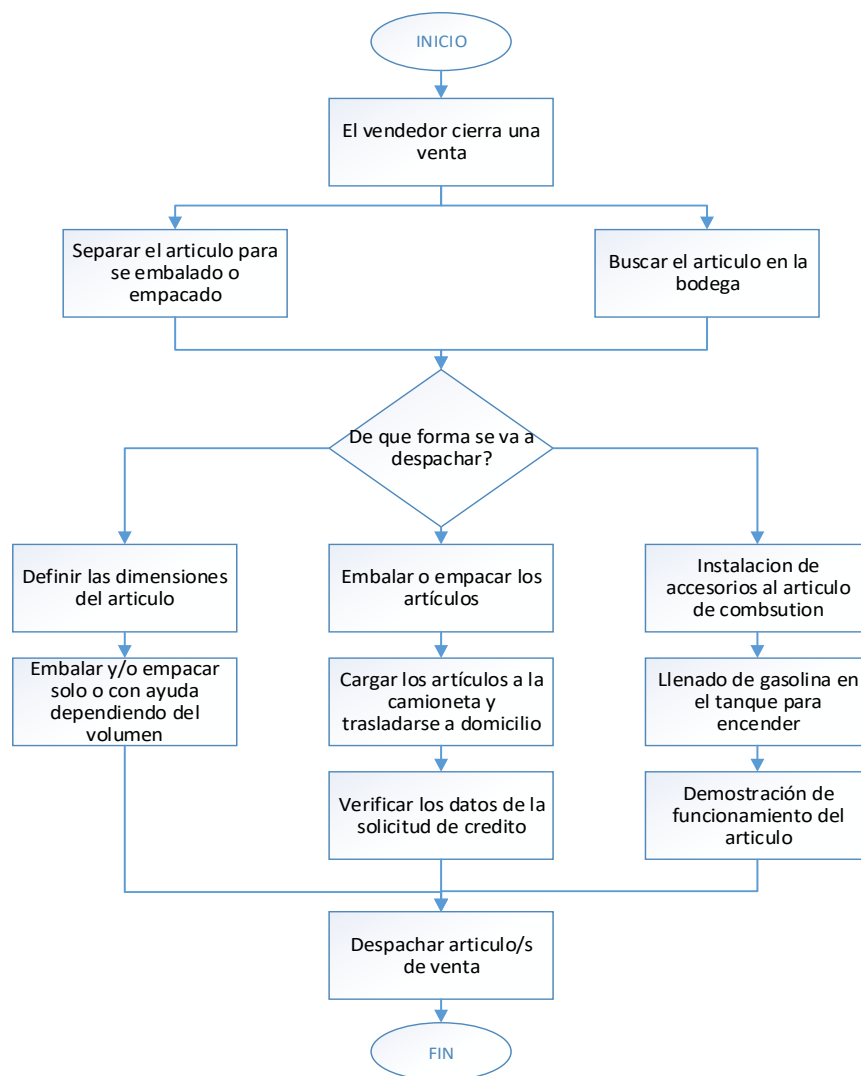 INICIO
El vendedor cierra una
venta
Separar el articulo para
se embalado o
empacado
Buscar el articulo en la
bodega
De que forma se va a
despachar?
Definir las dimensiones
del articulo
Embalar o empacar los
artículos
Instalacion de
accesorios al articulo
de combsution
Embalar y/o empacar
solo o con ayuda
dependiendo del
volumen
Cargar los artículos a la
camioneta y
trasladarse a domicilio
Llenado de gasolina en
el tanque para
encender
Verificar los datos de la
solicitud de credito
Demostración de
funcionamiento del
articulo
Despachar articulo/s
de venta
FIN